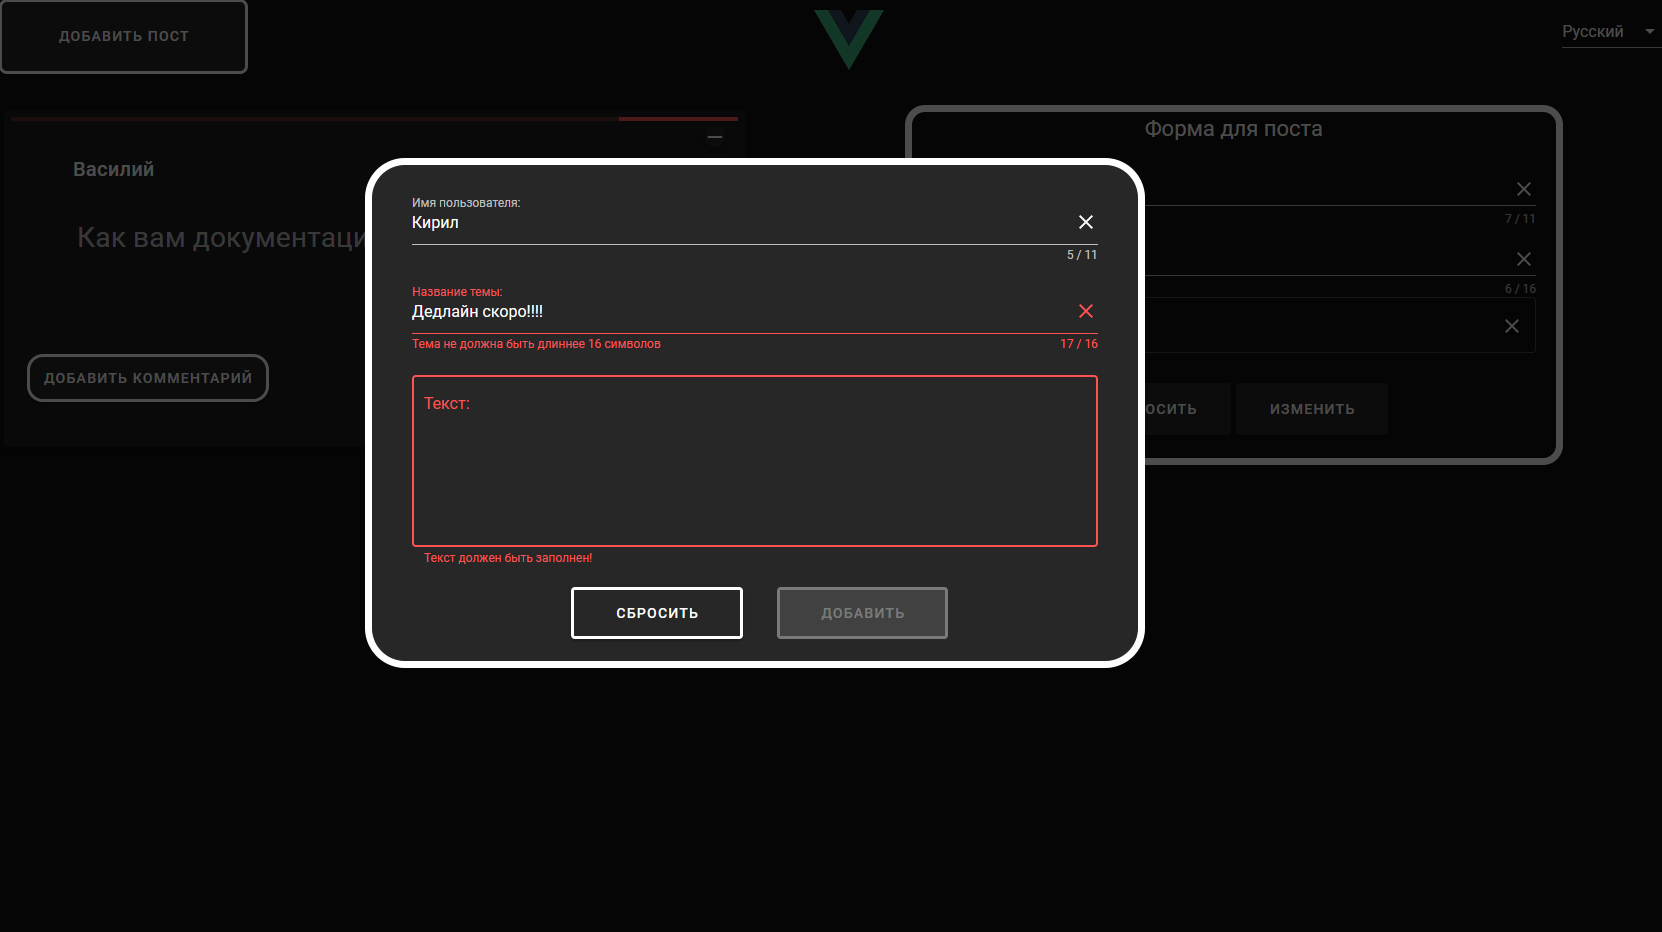 ДОБАВИТЬ ПОСТ
Русский
Василий
Как вам документаци
ДОБАВИТЬ КОММЕНТАРИЙ
Форма для поста
7 / 11
6 / 16
ОСИТЬ
ИЗМЕНИТЬ
Имя пользователя:
Кирил
5 / 11
Название темы:
Дедлайн скоро!!!!
Тема не должна быть длиннее 16 символов
17 / 16
Текст:
Текст должен быть заполнен!
СБРОСИТЬ
ДОБАВИТЬ